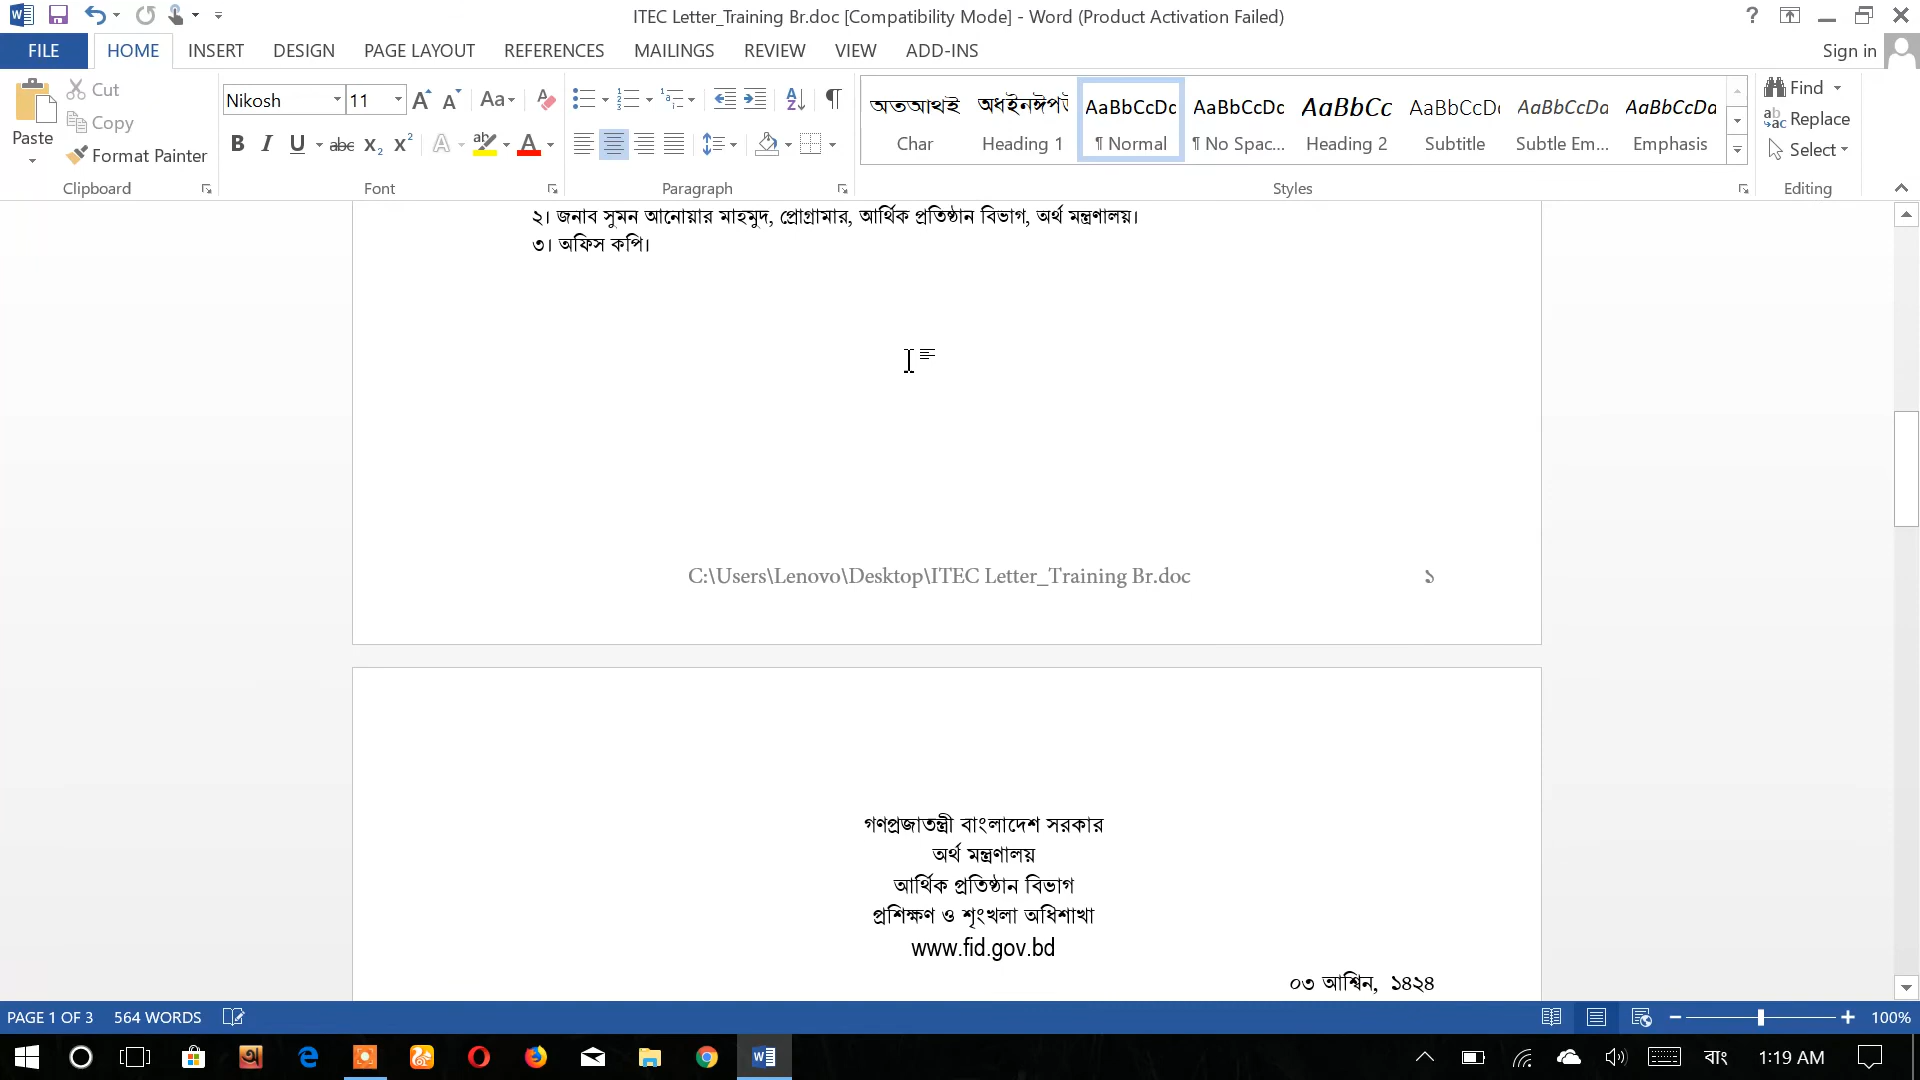 ITEC Letter_Training Br.doc [Compatibility Mode] - Word (Product Activation Failed)
FILE HOME INSERT DESIGN PAGE LAYOUT REFERENCES MAILINGS REVIEW VIEW ADD-INS Sign in
Paste
Cut
Copy
Format Painter
Clipboard
Nikosh 11
Font
Paragraph
অতআথই Char
অধইনঈপউ Heading 1
AaBbCcDc ¶ Normal
AaBbCcDc ¶ No Spac...
AaBbCc Heading 2
AaBbCcDc Subtitle
AaBbCcDa Subtle Em...
AaBbCcDa Emphasis
Styles
Find
Replace
Select
Editing
২। জনাব সুমন আনোয়ার মাহমুদ, প্রোগ্রামার, আর্থিক প্রতিষ্ঠান বিভাগ, অর্থ মন্ত্রণালয়।
৩। অফিস কপি।
C:\Users\Lenovo\Desktop\ITEC Letter_Training Br.doc ১
গণপ্রজাতন্ত্রী বাংলাদেশ সরকার
অর্থ মন্ত্রণালয়
আর্থিক প্রতিষ্ঠান বিভাগ
প্রশিক্ষণ ও শৃংখলা অধিশাখা
www.fid.gov.bd
০৩ আশ্বিন, ১৪২৪
PAGE 1 OF 3 564 WORDS 100%
বাং 1:19 AM